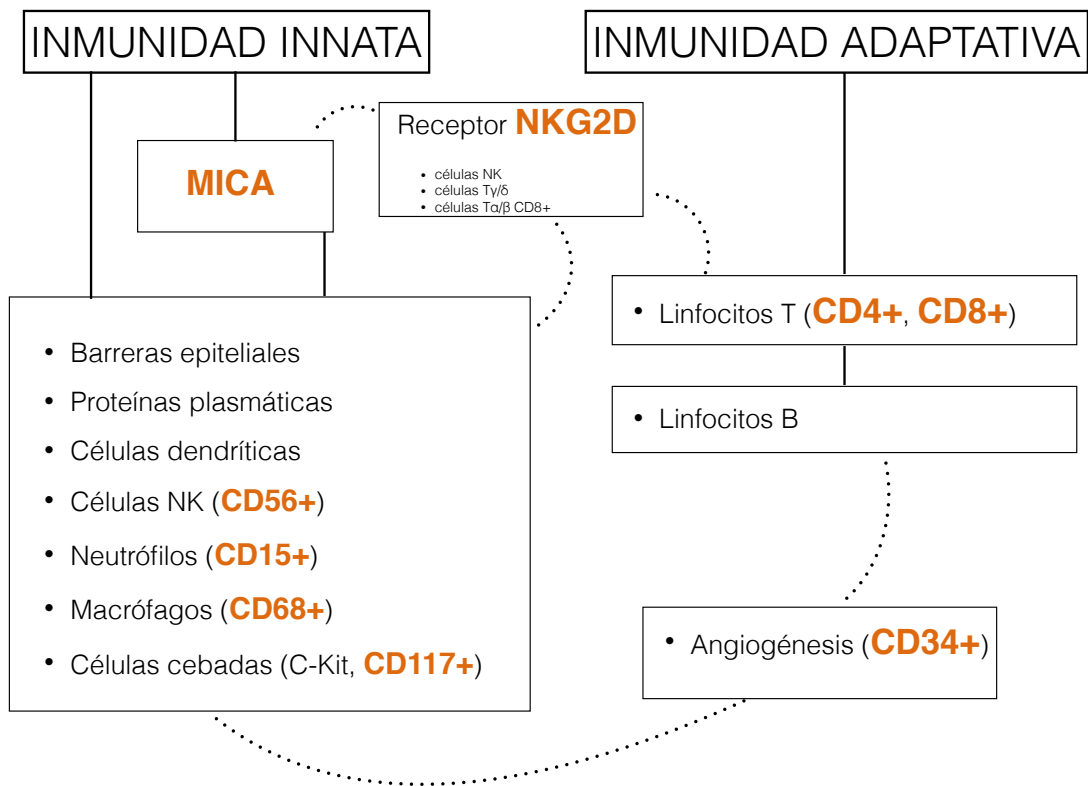 INMUNIDAD INNATA
INMUNIDAD ADAPTATIVA
MICA
Receptor NKG2D
• células NK
• células Tγ/δ
• células Tα/β CD8+
• Barreras epiteliales
• Proteínas plasmáticas
• Células dendríticas
• Células NK (CD56+)
• Neutrófilos (CD15+)
• Macrófagos (CD68+)
• Células cebadas (C-Kit, CD117+)
• Linfocitos T (CD4+, CD8+)
• Linfocitos B
• Angiogénesis (CD34+)